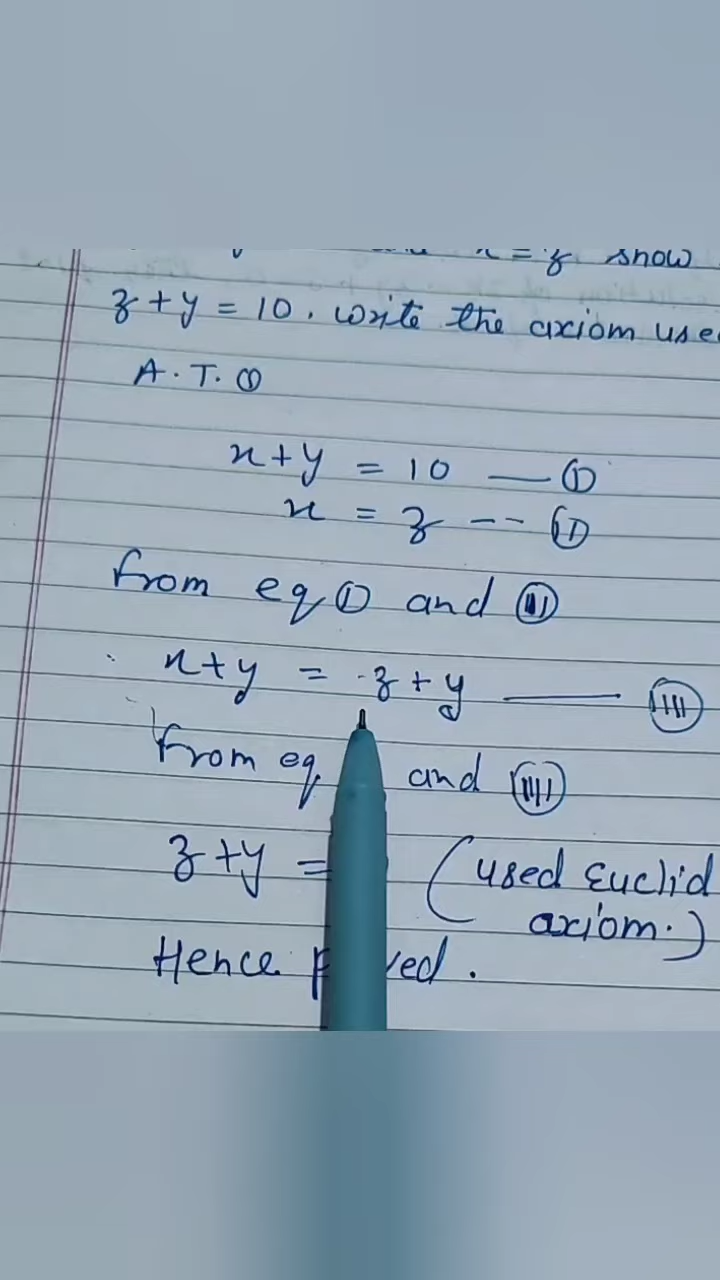 x = z show
z + y = 10. write the axiom use
A.T.Q
x + y = 10 — (I)
x = z -- (II)
from eq (I) and (II)
x + y = z + y —— (III)
from eq and (III)
z + y = (used Euclid
axiom.)
Hence